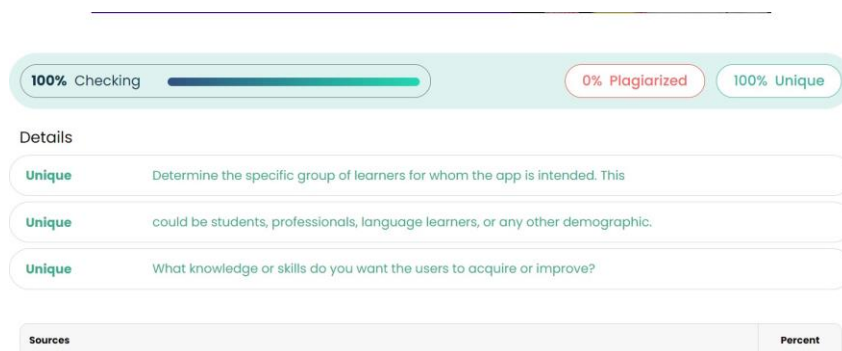 100% Checking 0% Plagiarized 100% Unique
Details
Unique Determine the specific group of learners for whom the app is intended. This
Unique could be students, professionals, language learners, or any other demographic.
Unique What knowledge or skills do you want the users to acquire or improve?
Sources Percent